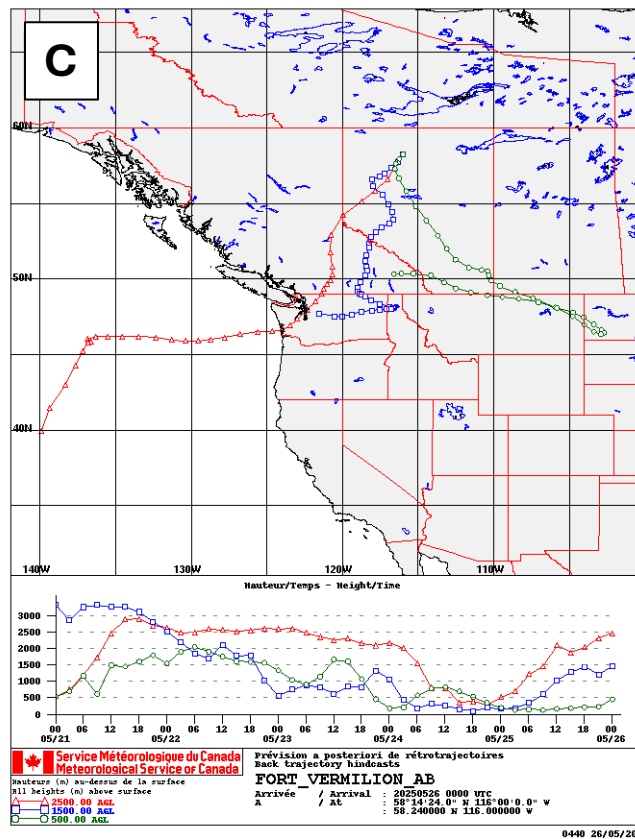 C
60N
50N
40N
140W
130W
120W
110W
Hauteur/Temps - Height/Time
3000
2500
2000
1500
1000
500
0
00 06 12 18 00 06 12 18 00 06 12 18 00 06 12 18 00 06 12 18 00
05/21 05/22 05/23 05/24 05/25 05/26
Service Météorologique du Canada
Meteorological Service of Canada
Hauteurs (m) au-dessus de la surface
All heights (m) above surface
2500.00 AGL
1500.00 AGL
500.00 AGL
Prévision a posteriori de rétrotrajectoires
Back trajectory hindcasts
FORT_VERMILION_AB
Arrivée / Arrival : 20250526 0000 UTC
A / At : 58°14'24.0" N 116°00'0.0" W
: 58.240000 N 116.000000 W
0440 26/05/20